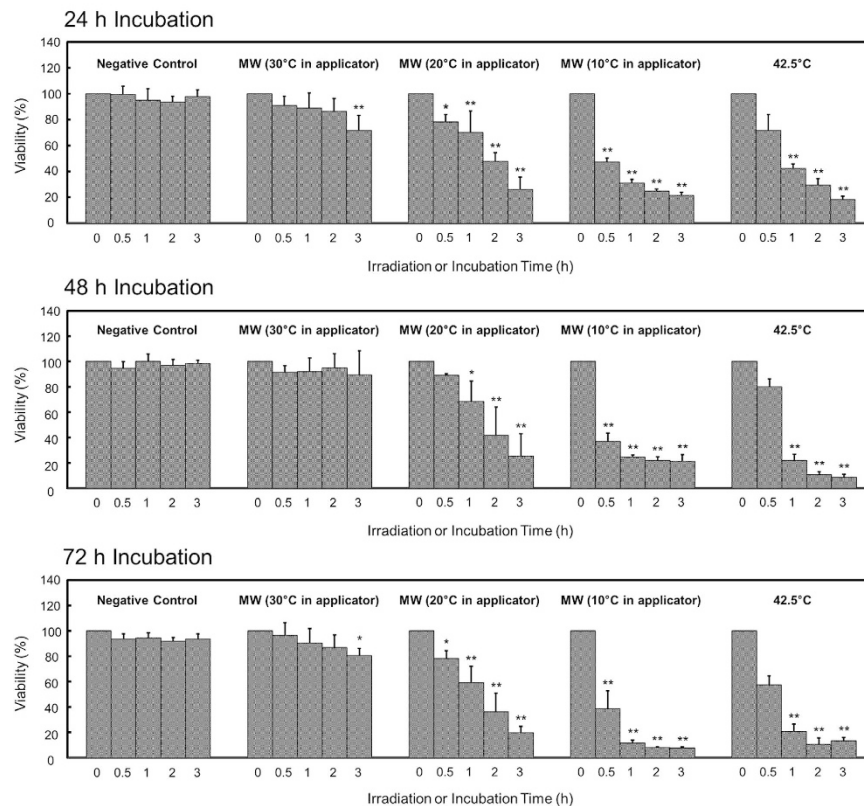 24 h Incubation
140
120
100
80
60
40
20
0
Viability (%)
Negative Control
MW (30°C in applicator)
MW (20°C in applicator)
MW (10°C in applicator)
42.5°C
**
* ** ** **
** ** ** **
** ** **
0 0.5 1 2 3 0 0.5 1 2 3 0 0.5 1 2 3 0 0.5 1 2 3 0 0.5 1 2 3
Irradiation or Incubation Time (h)
48 h Incubation
140
120
100
80
60
40
20
0
Viability (%)
Negative Control
MW (30°C in applicator)
MW (20°C in applicator)
MW (10°C in applicator)
42.5°C
* ** **
** ** ** **
** ** **
0 0.5 1 2 3 0 0.5 1 2 3 0 0.5 1 2 3 0 0.5 1 2 3 0 0.5 1 2 3
Irradiation or Incubation Time (h)
72 h Incubation
140
120
100
80
60
40
20
0
Viability (%)
Negative Control
MW (30°C in applicator)
MW (20°C in applicator)
MW (10°C in applicator)
42.5°C
*
* ** ** **
** ** ** **
** ** **
0 0.5 1 2 3 0 0.5 1 2 3 0 0.5 1 2 3 0 0.5 1 2 3 0 0.5 1 2 3
Irradiation or Incubation Time (h)